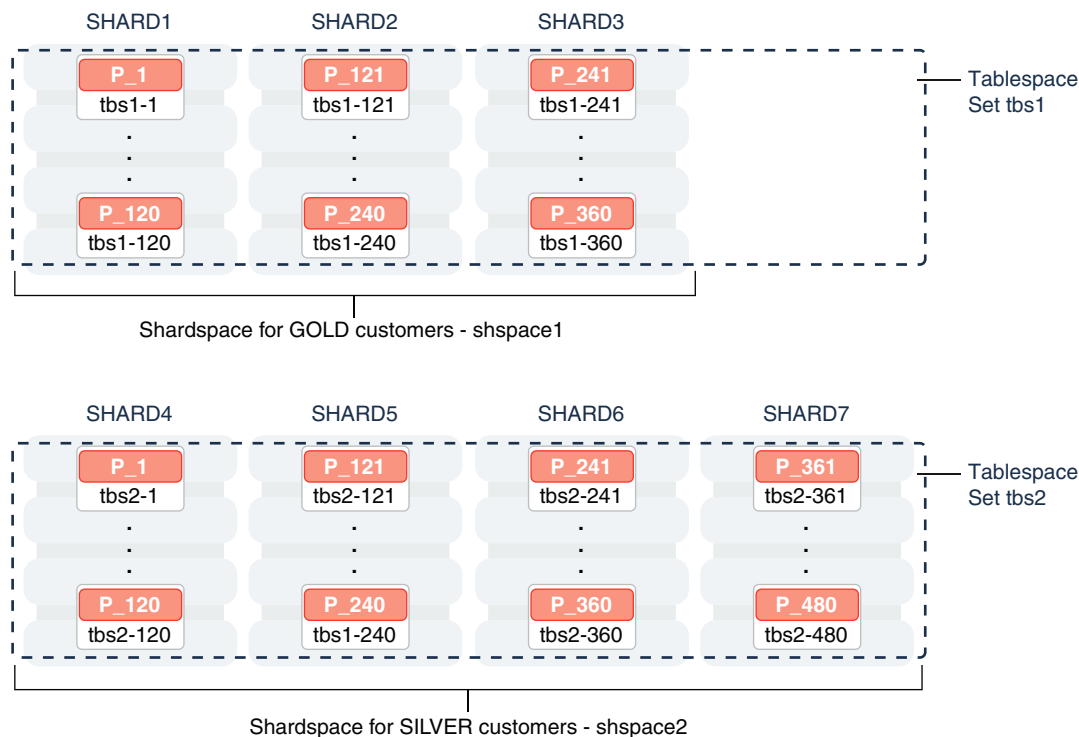 SHARD1 SHARD2 SHARD3
P_1 P_121 P_241
tbs1-1 tbs1-121 tbs1-241
Tablespace
Set tbs1
P_120 P_240 P_360
tbs1-120 tbs1-240 tbs1-360
Shardspace for GOLD customers - shspace1
SHARD4 SHARD5 SHARD6 SHARD7
P_1 P_121 P_241 P_361
tbs2-1 tbs2-121 tbs2-241 tbs2-361
Tablespace
Set tbs2
P_120 P_240 P_360 P_480
tbs2-120 tbs1-240 tbs2-360 tbs2-480
Shardspace for SILVER customers - shspace2